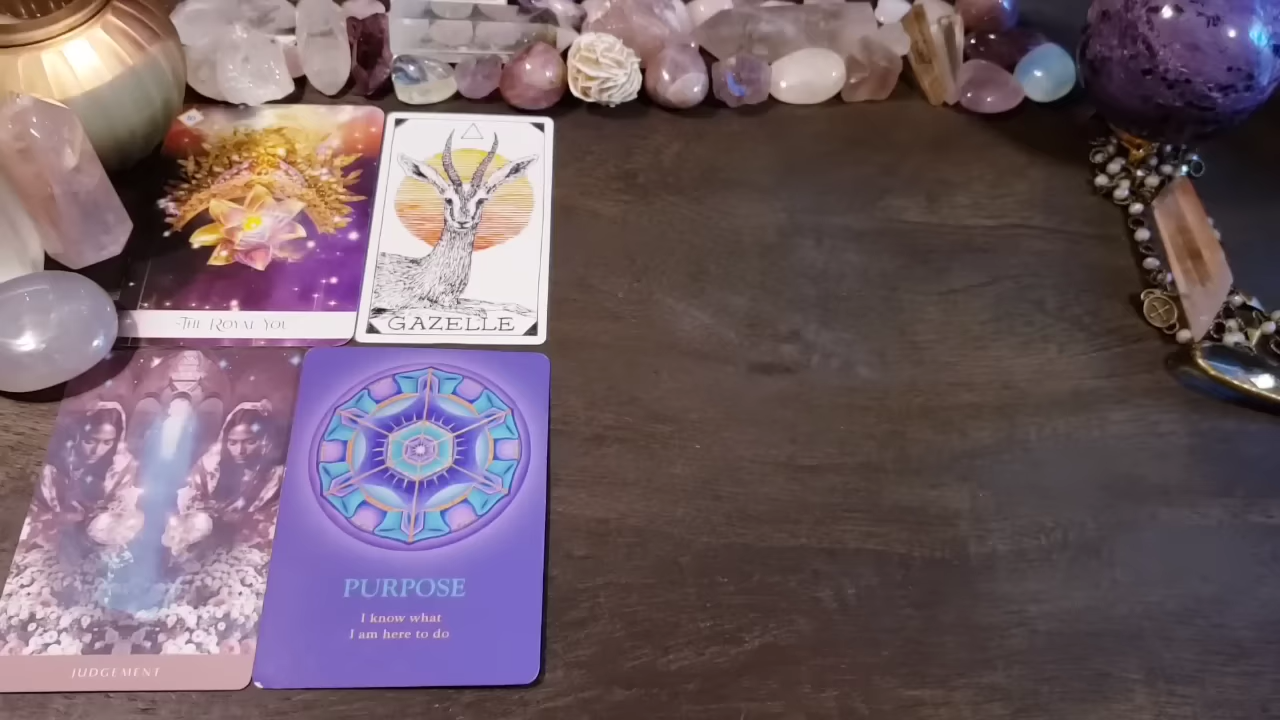 -THE ROYAL YOU
GAZELLE
JUDGEMENT
PURPOSE
I know what
I am here to do